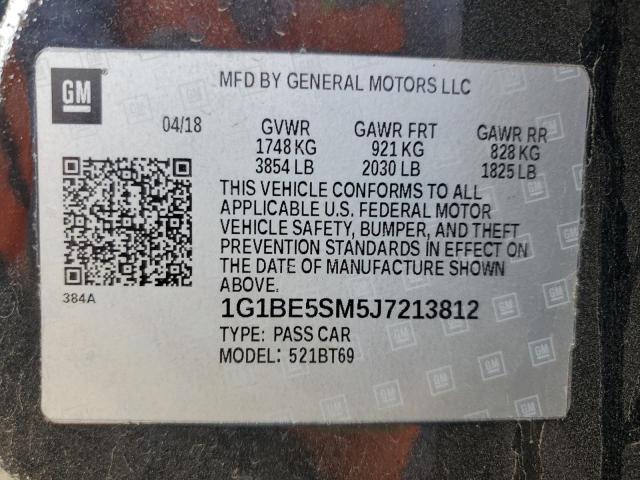 GM
MFD BY GENERAL MOTORS LLC
04/18 GVWR GAWR FRT GAWR RR
1748 KG 921 KG 828 KG
3854 LB 2030 LB 1825 LB
THIS VEHICLE CONFORMS TO ALL
APPLICABLE U.S. FEDERAL MOTOR
VEHICLE SAFETY, BUMPER, AND THEFT
PREVENTION STANDARDS IN EFFECT ON
THE DATE OF MANUFACTURE SHOWN
ABOVE.
384A
1G1BE5SM5J7213812
TYPE: PASS CAR
MODEL: 521BT69